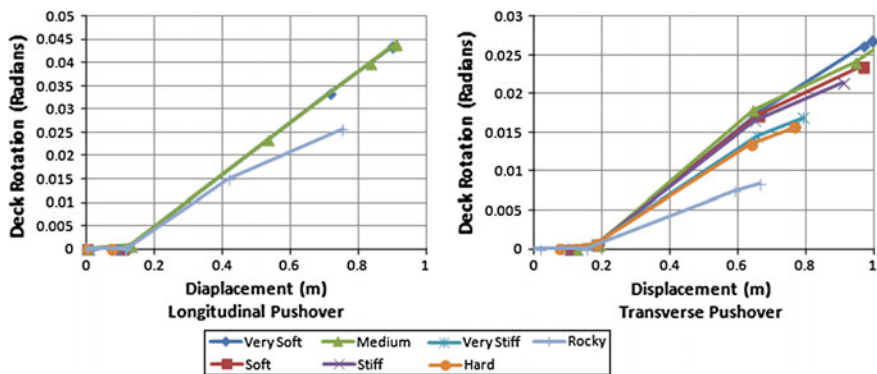 0.05
0.045
0.04
0.035
0.03
0.025
0.02
0.015
0.01
0.005
0
Deck Rotation (Radians)
0 0.2 0.4 0.6 0.8 1
Diaplacement (m)
Longitudinal Pushover
0.03
0.025
0.02
0.015
0.01
0.005
0
Deck Rotation (Radians)
0 0.2 0.4 0.6 0.8 1
Displacement (m)
Transverse Pushover
Very Soft Medium Very Stiff Rocky
Soft Stiff Hard